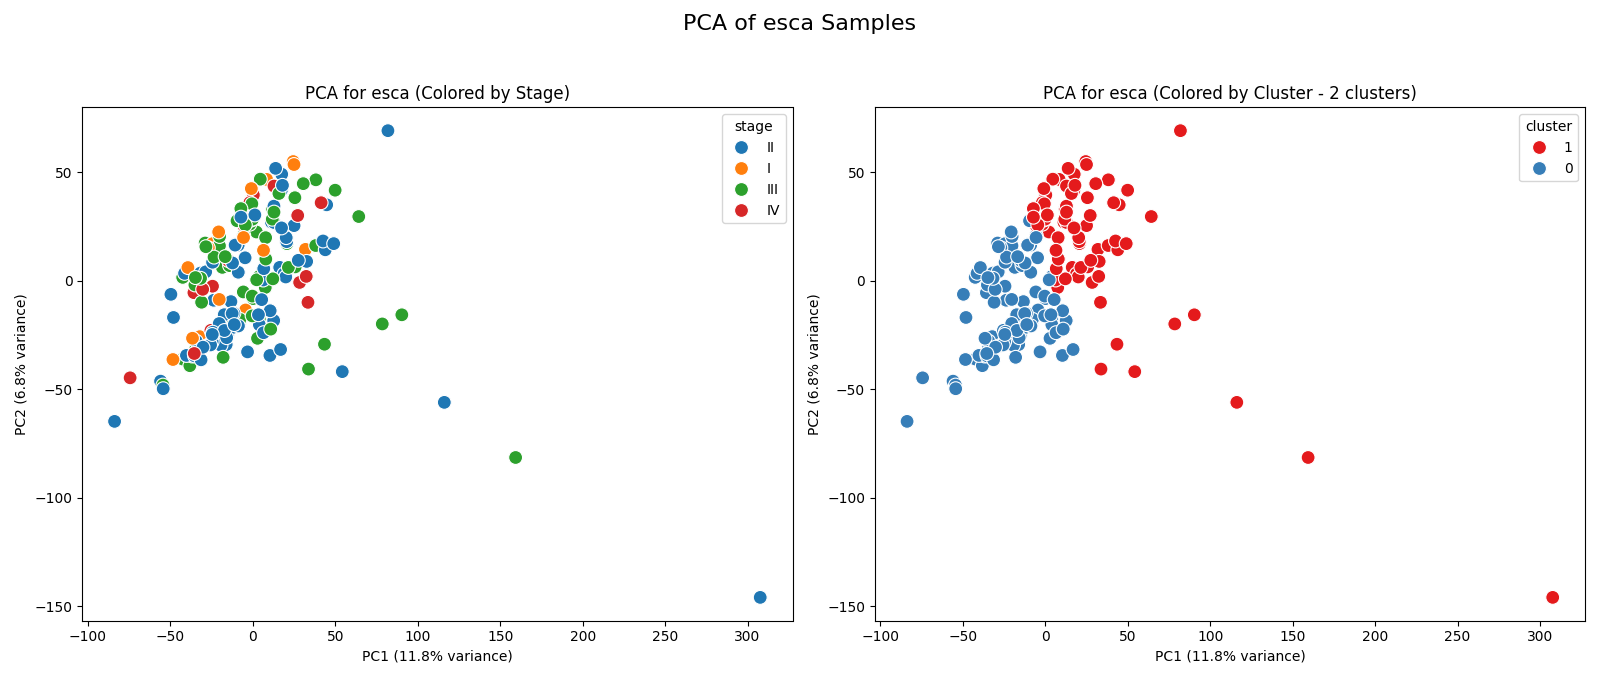 PCA of esca Samples
PCA for esca (Colored by Stage)
stage
II
I
III
IV
50
0
−50
−100
−150
PC2 (6.8% variance)
−100
−50
0
50
100
150
200
250
300
PC1 (11.8% variance)
PCA for esca (Colored by Cluster - 2 clusters)
cluster
1
0
50
0
−50
−100
−150
PC2 (6.8% variance)
−100
−50
0
50
100
150
200
250
300
PC1 (11.8% variance)